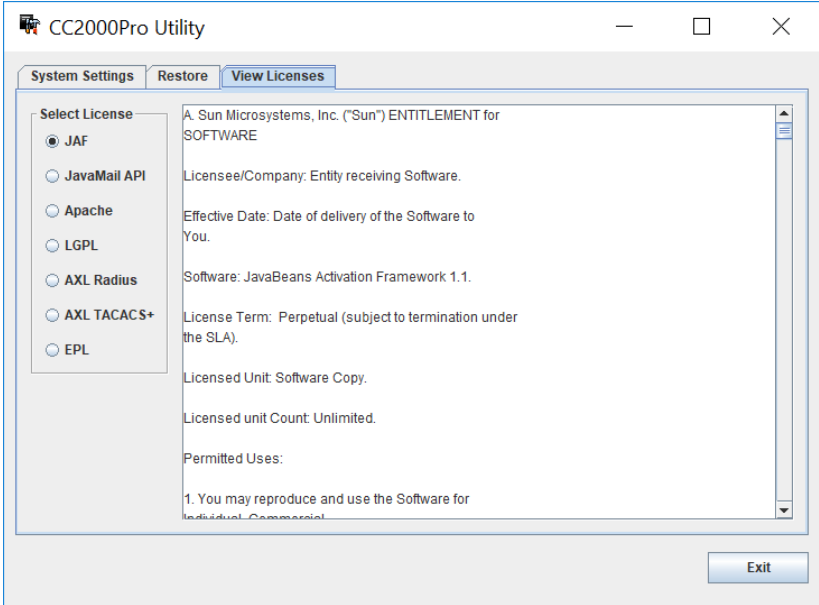 CC2000Pro Utility
System Settings
Restore
View Licenses
Select License
JAF
JavaMail API
Apache
LGPL
AXL Radius
AXL TACACS+
EPL
A. Sun Microsystems, Inc. ("Sun") ENTITLEMENT for
SOFTWARE
Licensee/Company: Entity receiving Software.
Effective Date: Date of delivery of the Software to
You.
Software: JavaBeans Activation Framework 1.1.
License Term:  Perpetual (subject to termination under
the SLA).
Licensed Unit: Software Copy.
Licensed unit Count: Unlimited.
Permitted Uses:
1. You may reproduce and use the Software for
Individual, Commercial,
Exit